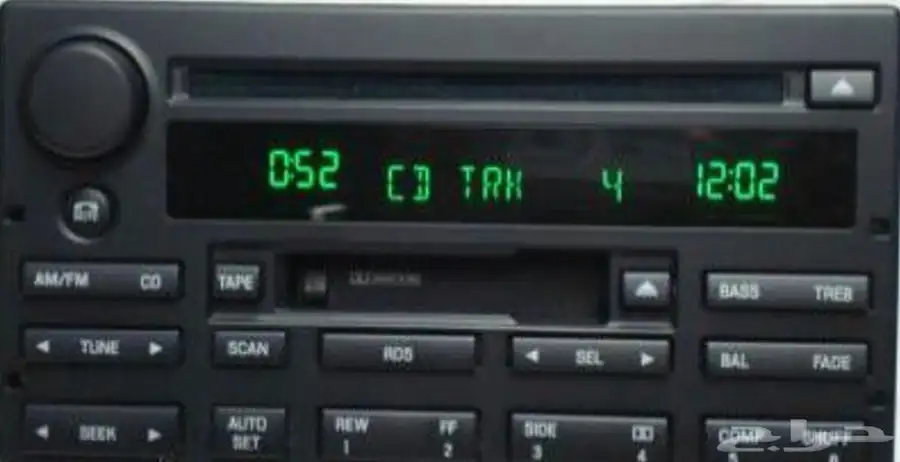 0:52 CD TRK 4 12:02
AM/FM CD TAPE BASS TREB
◄ TUNE ► SCAN RDS ◄ SEL ► BAL FADE
◄ SEEK ► AUTO SET REW 1 FF 2 SIDE 3 4 COMP 5 SHUFF 6